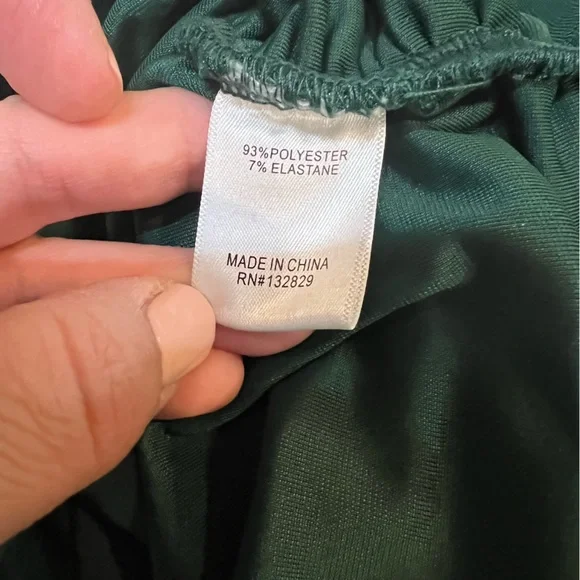 93%POLYESTER
7% ELASTANE
MADE IN CHINA
RN#132829